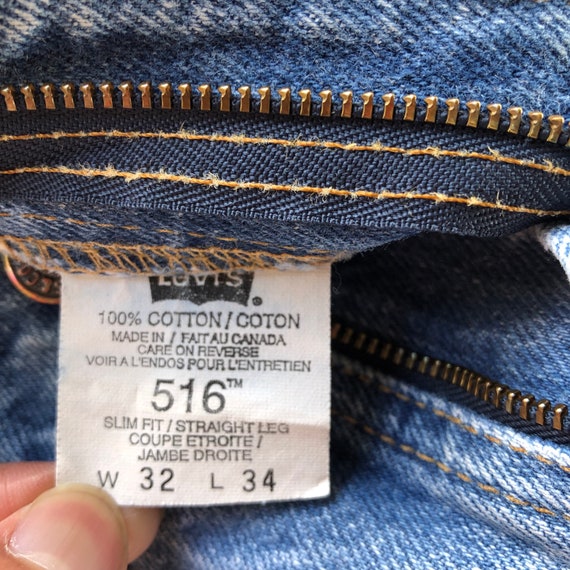 LEVI'S ®
100% COTTON/COTON
MADE IN / FAIT AU CANADA
CARE ON REVERSE
VOIR A L'ENDOS POUR L'ENTRETIEN
516™
SLIM FIT / STRAIGHT LEG
COUPE ETROITE /
JAMBE DROITE
W 32 L 34